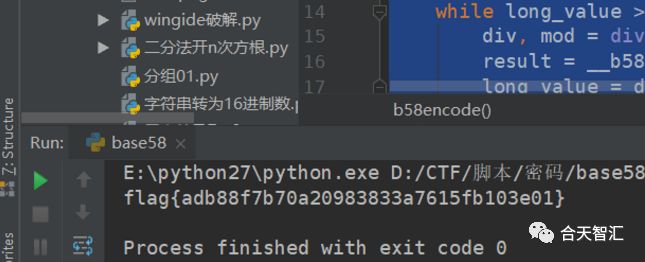 wingide破解.py
二分法开n次方根.py
分组01.py
字符串转为16进制数.p
14
while long_value >
15
div, mod = div
16
result = __b58
17
long_value = d
b58encode()
Z: Structure
Run:
base58
E:\python27\python.exe D:/CTF/脚本/密码/base58
flag{adb88f7b70a20983833a7615fb103e01}
Process finished with exit code 0
合天智汇